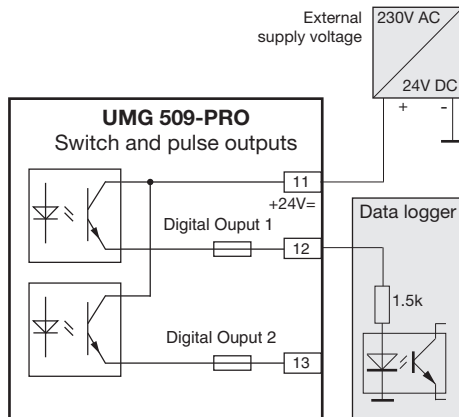 External
supply voltage
230V AC
24V DC
+ -
UMG 509-PRO
Switch and pulse outputs
11
+24V=
Data logger
Digital Ouput 1
12
1.5k
Digital Ouput 2
13